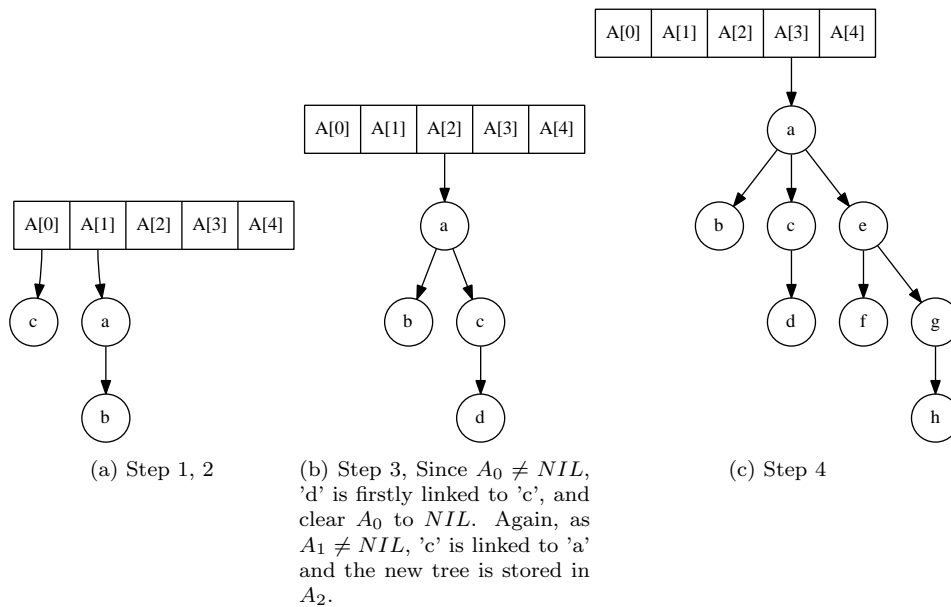 A[0] A[1] A[2] A[3] A[4]
a
b c e
d f g
h
A[0] A[1] A[2] A[3] A[4]
a
b c
d
A[0] A[1] A[2] A[3] A[4]
c a
b
(a) Step 1, 2
(b) Step 3, Since A₀ ≠ NIL,
'd' is firstly linked to 'c', and
clear A₀ to NIL. Again, as
A₁ ≠ NIL, 'c' is linked to 'a'
and the new tree is stored in
A₂.
(c) Step 4